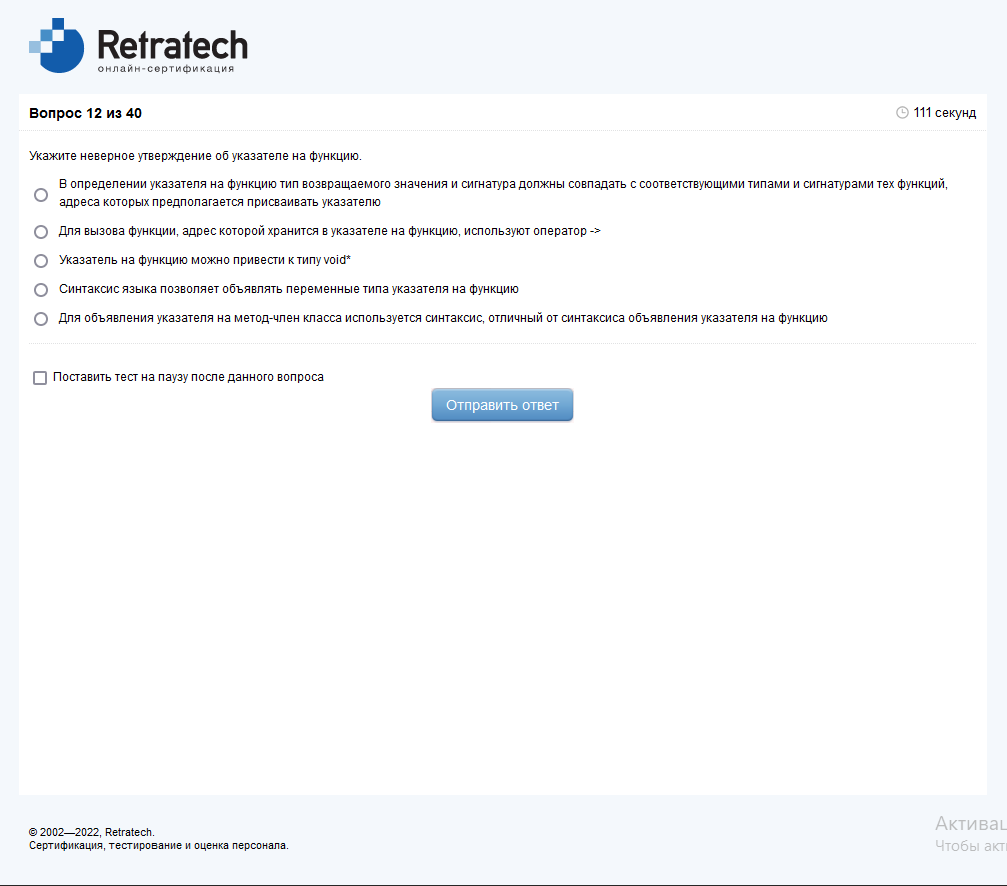 Retratech
онлайн-сертификация
Вопрос 12 из 40
111 секунд
Укажите неверное утверждение об указателе на функцию.
В определении указателя на функцию тип возвращаемого значения и сигнатура должны совпадать с соответствующими типами и сигнатурами тех функций,
адреса которых предполагается присваивать указателю
Для вызова функции, адрес которой хранится в указателе на функцию, используют оператор ->
Указатель на функцию можно привести к типу void*
Синтаксис языка позволяет объявлять переменные типа указателя на функцию
Для объявления указателя на метод-член класса используется синтаксис, отличный от синтаксиса объявления указателя на функцию
Поставить тест на паузу после данного вопроса
Отправить ответ
© 2002—2022, Retratech.
Сертификация, тестирование и оценка персонала.
Чтобы